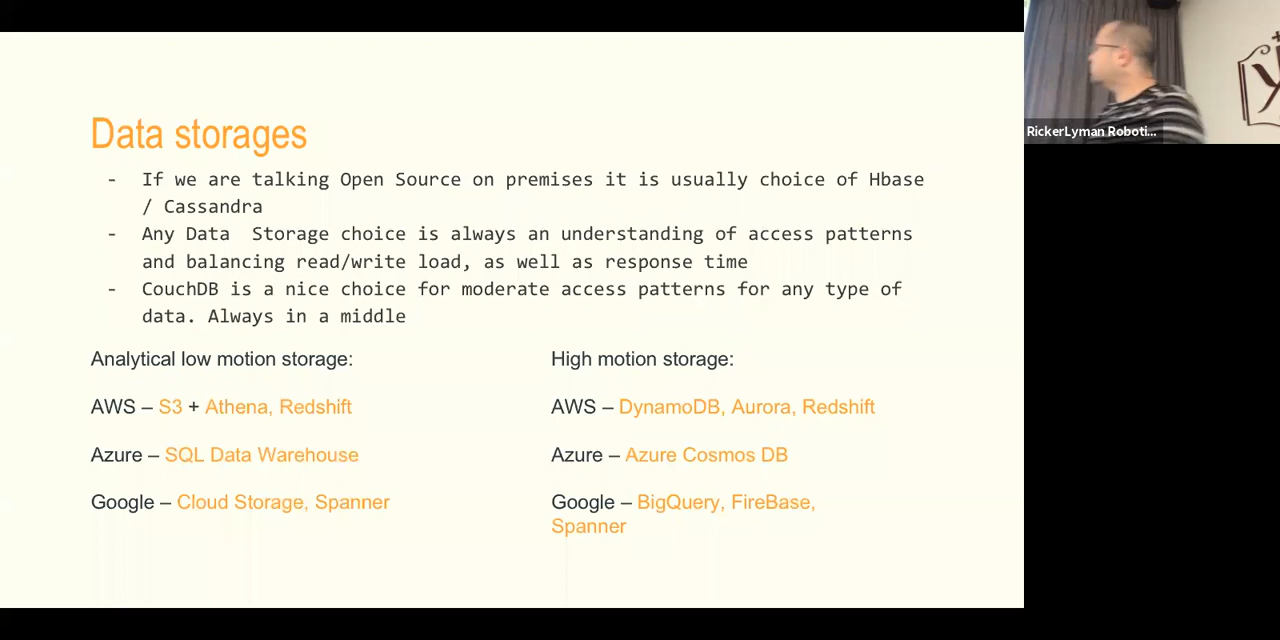 Data storages
- If we are talking Open Source on premises it is usually choice of Hbase
/ Cassandra
- Any Data  Storage choice is always an understanding of access patterns
and balancing read/write load, as well as response time
- CouchDB is a nice choice for moderate access patterns for any type of
data. Always in a middle
Analytical low motion storage:
AWS – S3 + Athena, Redshift
Azure – SQL Data Warehouse
Google – Cloud Storage, Spanner
High motion storage:
AWS – DynamoDB, Aurora, Redshift
Azure – Azure Cosmos DB
Google – BigQuery, FireBase,
Spanner
RickerLyman Roboti...